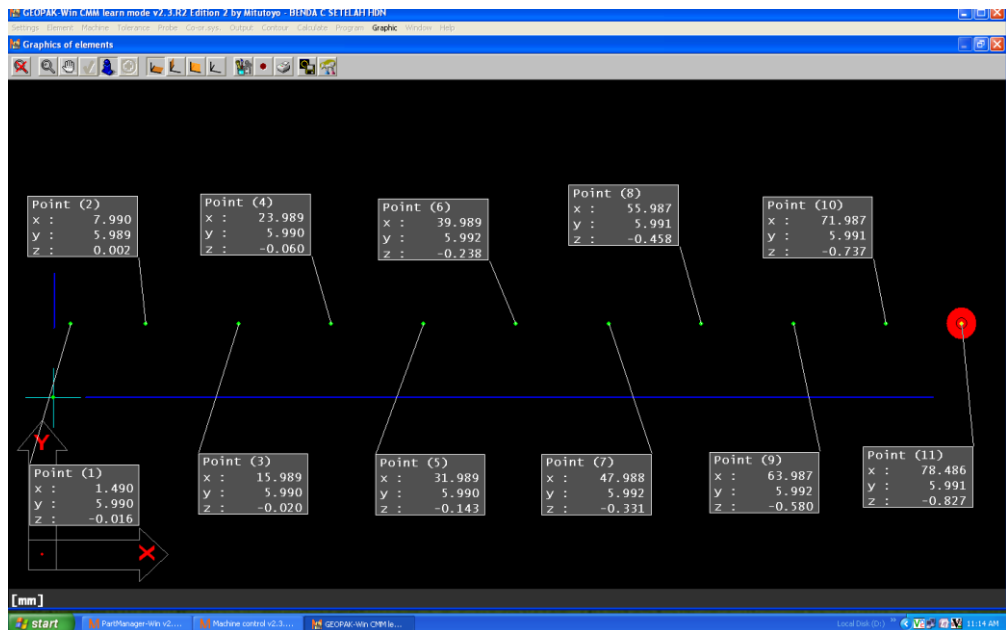 GEOPAK-Win CMM learn mode v2.3.R2 Edition 2 by Mitutoyo - BENDA C SETELAH HDN
Settings Element Machine Tolerance Probe Co-or.sys. Output Contour Calculate Program Graphic Window Help
Graphics of elements
Point (2)
x : 7.990
y : 5.989
z : 0.002
Point (4)
x : 23.989
y : 5.990
z : -0.060
Point (6)
x : 39.989
y : 5.992
z : -0.238
Point (8)
x : 55.987
y : 5.991
z : -0.458
Point (10)
x : 71.987
y : 5.991
z : -0.737
Y
Point (1)
x : 1.490
y : 5.990
z : -0.016
Point (3)
x : 15.989
y : 5.990
z : -0.020
Point (5)
x : 31.989
y : 5.990
z : -0.143
Point (7)
x : 47.988
y : 5.992
z : -0.331
Point (9)
x : 63.987
y : 5.992
z : -0.580
Point (11)
x : 78.486
y : 5.991
z : -0.827
X
[mm]
start PartManager-Win v2.... Machine control v2.3.... GEOPAK-Win CMM le... Local Disk (D:) 11:14 AM